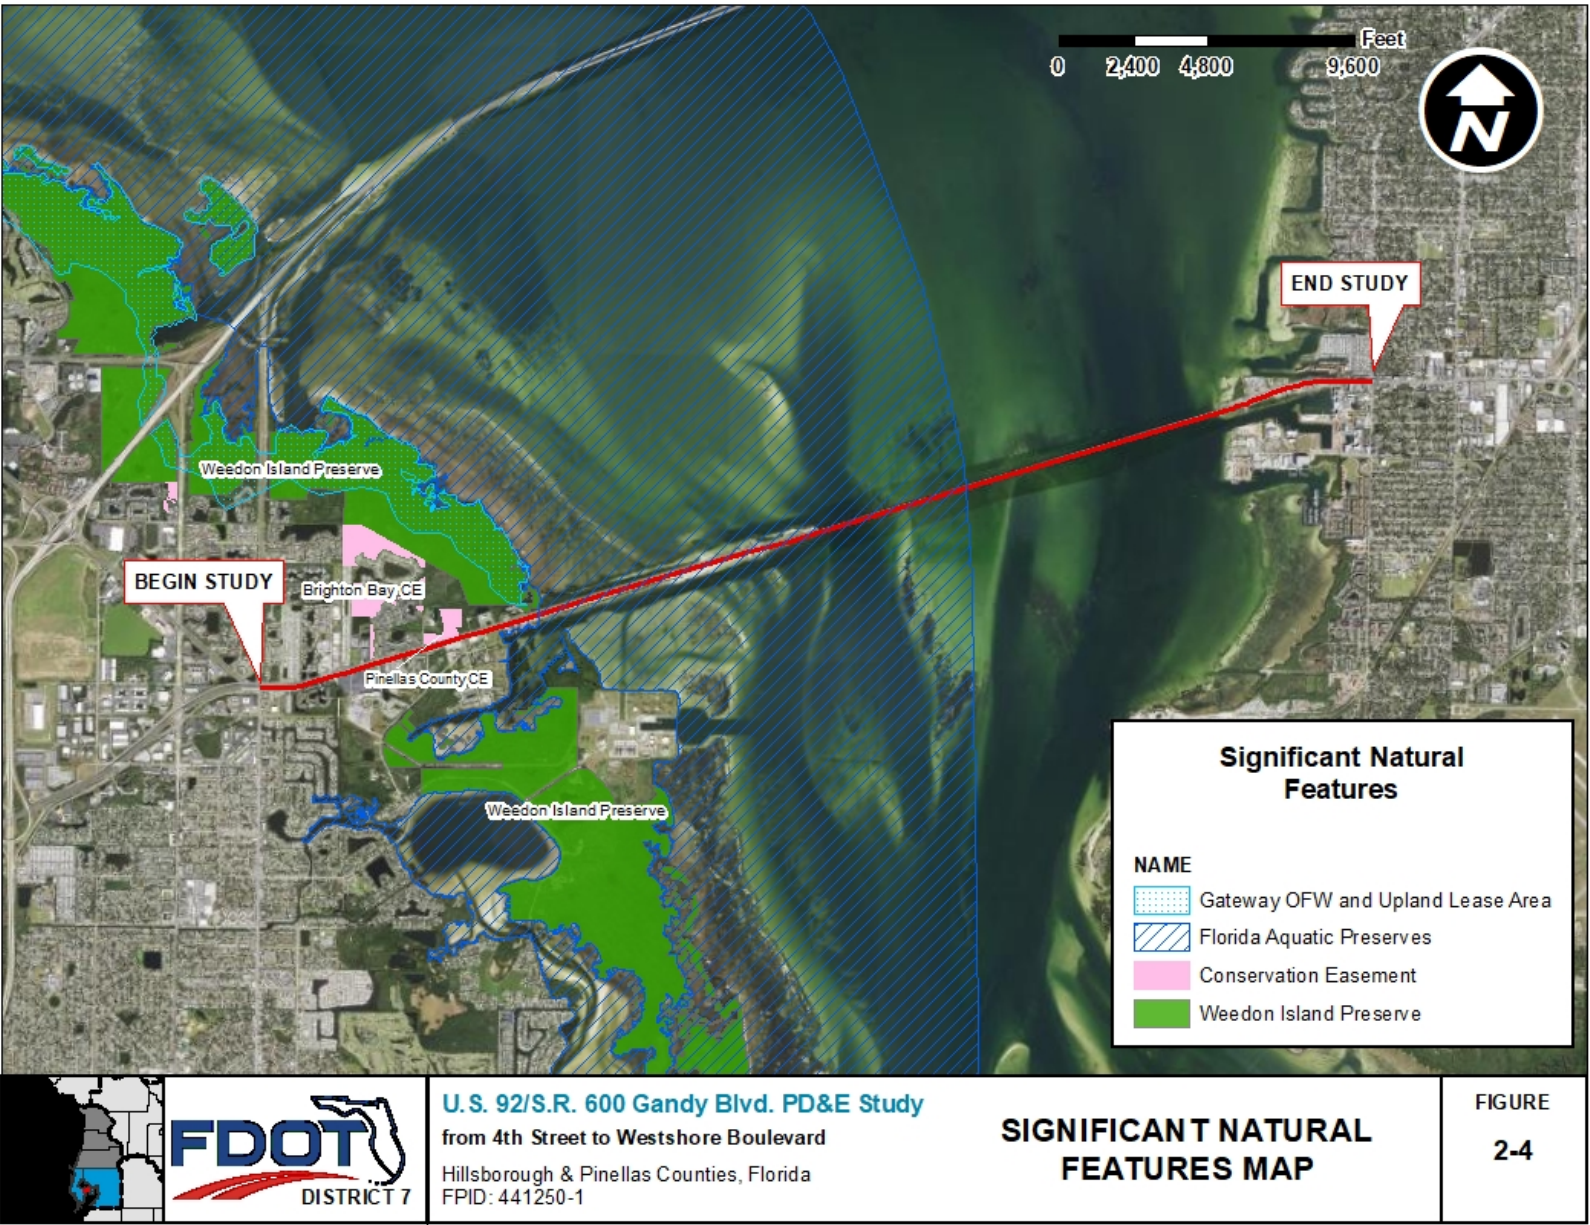 Feet
0 2,400 4,800 9,600
N
END STUDY
Weedon Island Preserve
BEGIN STUDY
Brighton Bay CE
Pinellas County CE
Weedon Island Preserve
Significant Natural
Features
NAME
Gateway OFW and Upland Lease Area
Florida Aquatic Preserves
Conservation Easement
Weedon Island Preserve
FDOT
DISTRICT 7
U.S. 92/S.R. 600 Gandy Blvd. PD&E Study
from 4th Street to Westshore Boulevard
Hillsborough & Pinellas Counties, Florida
FPID: 441250-1
SIGNIFICANT NATURAL
FEATURES MAP
FIGURE
2-4